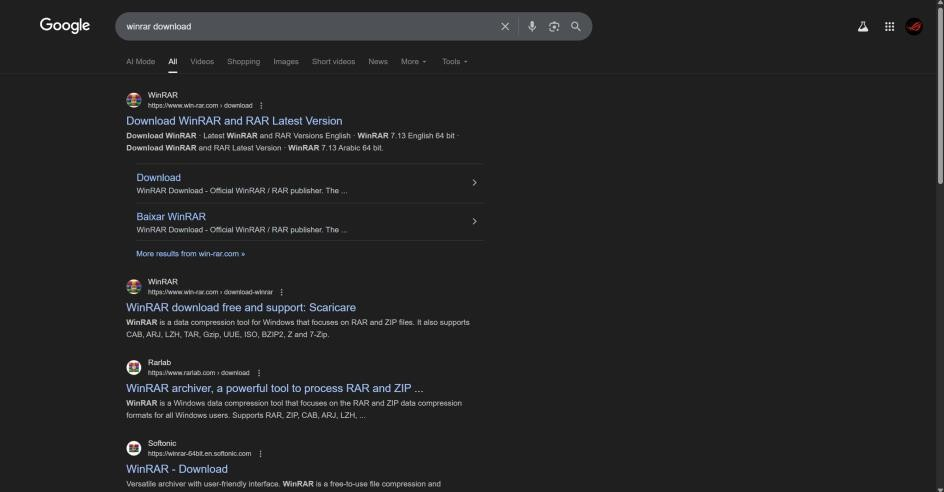 Google
winrar download
AI Mode All Videos Shopping Images Short videos News More Tools
WinRAR
https://www.win-rar.com › download
Download WinRAR and RAR Latest Version
Download WinRAR · Latest WinRAR and RAR Versions English · WinRAR 7.13 English 64 bit ·
Download WinRAR and RAR Latest Version · WinRAR 7.13 Arabic 64 bit.
Download
WinRAR Download - Official WinRAR / RAR publisher. The ...
Baixar WinRAR
WinRAR Download - Official WinRAR / RAR publisher. The ...
More results from win-rar.com »
WinRAR
https://www.win-rar.com › download-winrar
WinRAR download free and support: Scaricare
WinRAR is a data compression tool for Windows that focuses on RAR and ZIP files. It also supports
CAB, ARJ, LZH, TAR, Gzip, UUE, ISO, BZIP2, Z and 7-Zip.
Rarlab
https://www.rarlab.com › download
WinRAR archiver, a powerful tool to process RAR and ZIP ...
WinRAR is a Windows data compression tool that focuses on the RAR and ZIP data compression
formats for all Windows users. Supports RAR, ZIP, CAB, ARJ, LZH, ...
Softonic
https://winrar-64bit.en.softonic.com
WinRAR - Download
Versatile archiver with user-friendly interface. WinRAR is a free-to-use file compression and